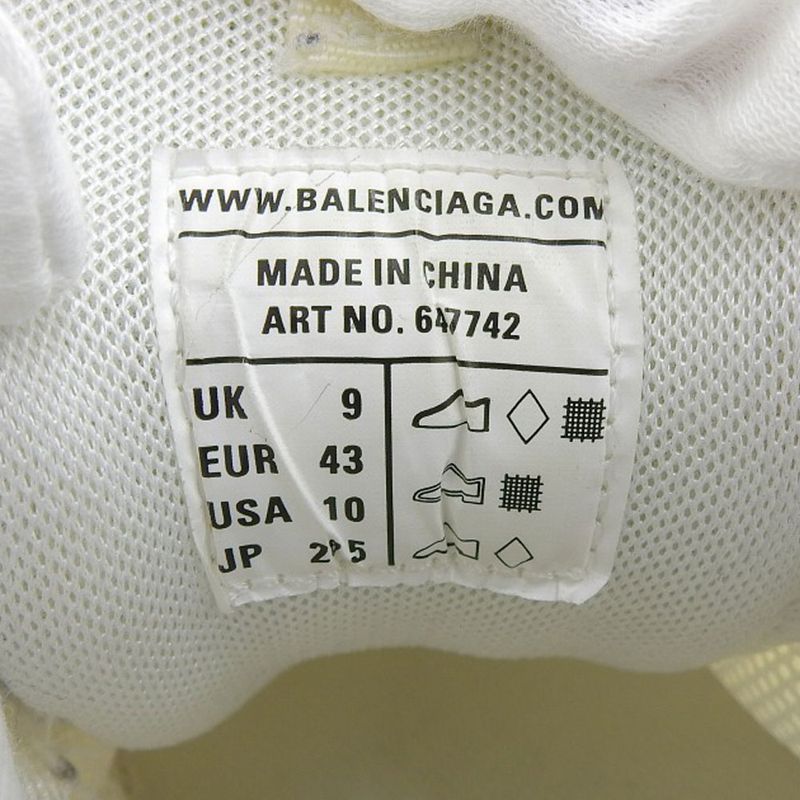 WWW.BALENCIAGA.COM
MADE IN CHINA
ART NO. 647742
UK 9
EUR 43
USA 10
JP